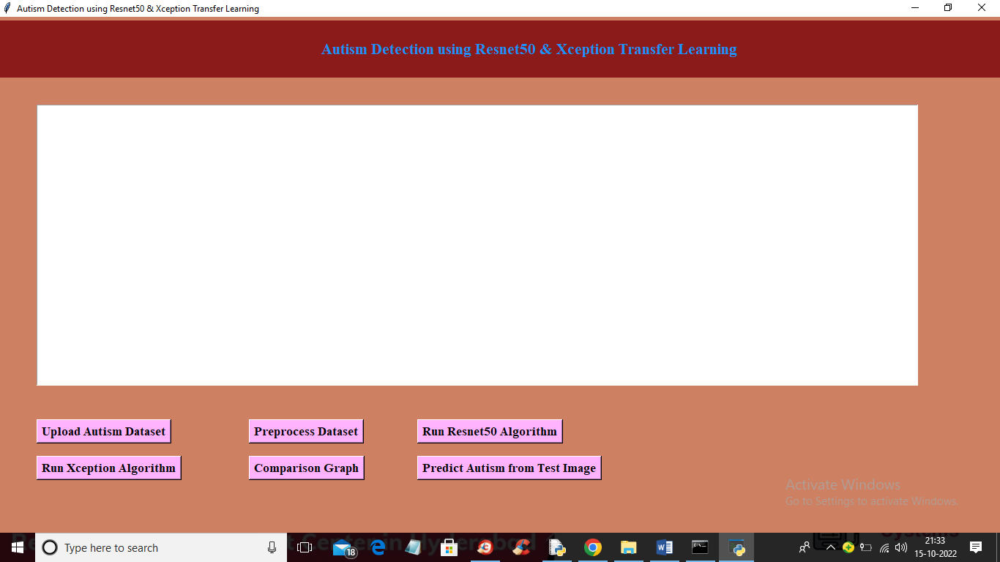 Autism Detection using Resnet50 & Xception Transfer Learning
Autism Detection using Resnet50 & Xception Transfer Learning
Upload Autism Dataset
Preprocess Dataset
Run Resnet50 Algorithm
Run Xception Algorithm
Comparison Graph
Predict Autism from Test Image
Activate Windows
Go to Settings to activate Windows.
Type here to search
18
Systems
21:33
15-10-2022